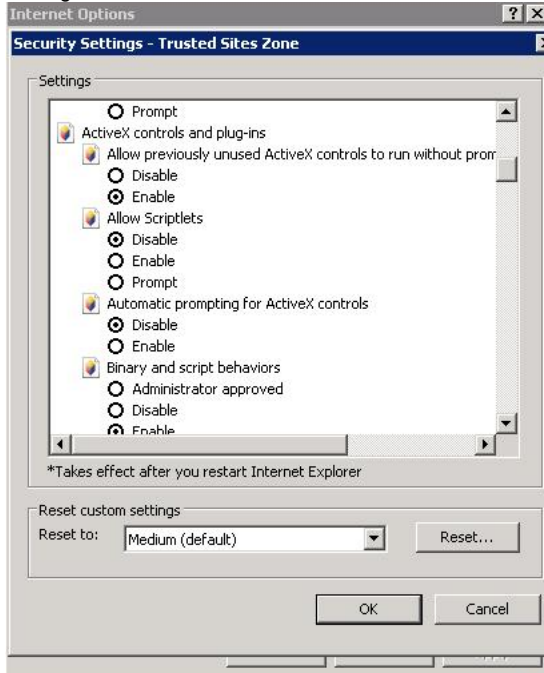 Internet Options
Security Settings - Trusted Sites Zone
Settings
Prompt
ActiveX controls and plug-ins
Allow previously unused ActiveX controls to run without prom
Disable
Enable
Allow Scriptlets
Disable
Enable
Prompt
Automatic prompting for ActiveX controls
Disable
Enable
Binary and script behaviors
Administrator approved
Disable
Enable
*Takes effect after you restart Internet Explorer
Reset custom settings
Reset to: Medium (default) Reset...
OK Cancel